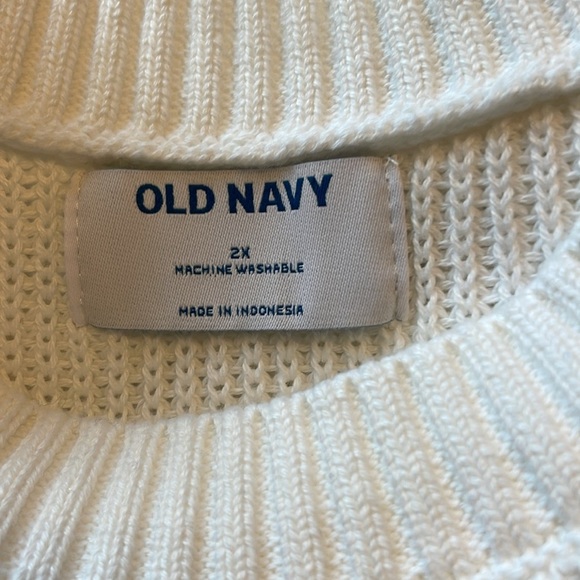 OLD NAVY
2X
MACHINE WASHABLE
MADE IN INDONESIA